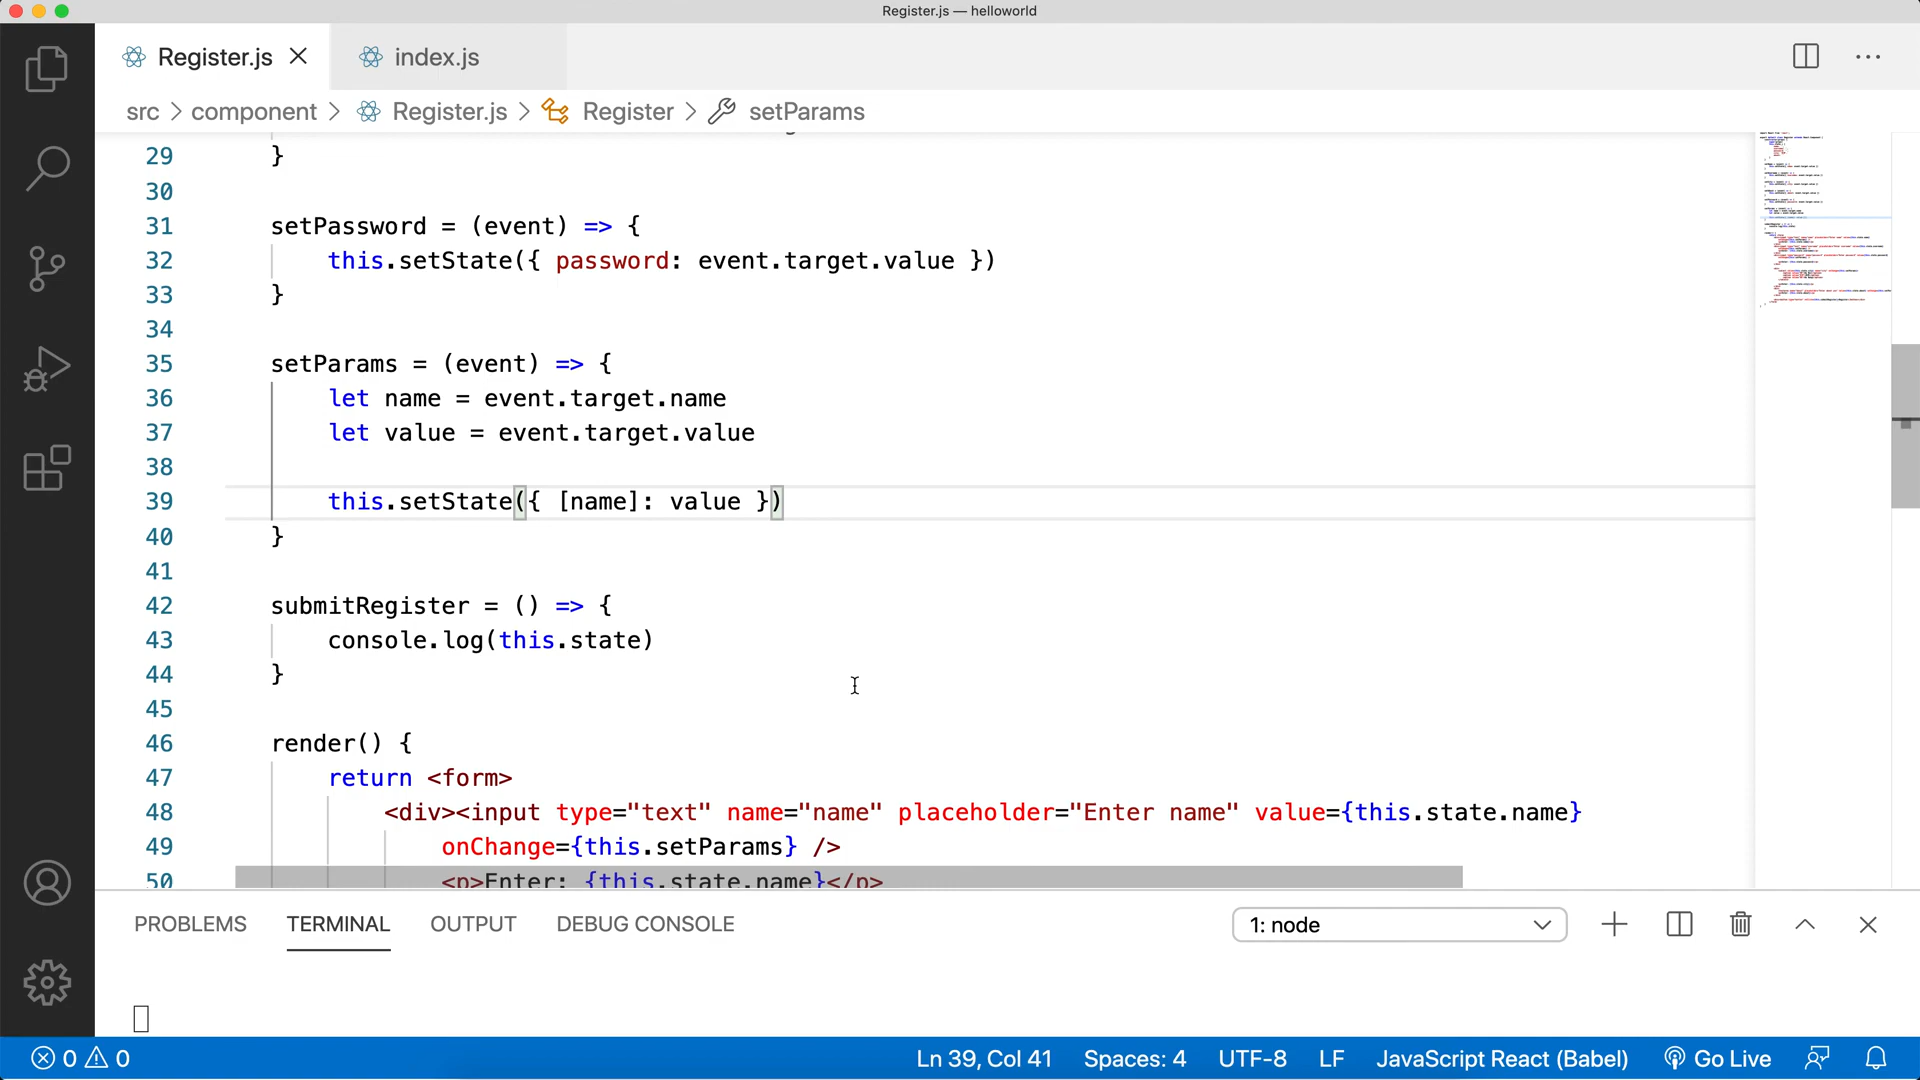 Register.js — helloworld
Register.js
index.js
src > component > Register.js > Register > setParams
29 }
30
31 setPassword = (event) => {
32 this.setState({ password: event.target.value })
33 }
34
35 setParams = (event) => {
36 let name = event.target.name
37 let value = event.target.value
38
39 this.setState({ [name]: value })
40 }
41
42 submitRegister = () => {
43 console.log(this.state)
44 }
45
46 render() {
47 return <form>
48 <div><input type="text" name="name" placeholder="Enter name" value={this.state.name}
49 onChange={this.setParams} />
50 <p>Enter: {this.state.name}</p>
PROBLEMS TERMINAL OUTPUT DEBUG CONSOLE
1: node
0 0
Ln 39, Col 41 Spaces: 4 UTF-8 LF JavaScript React (Babel) Go Live